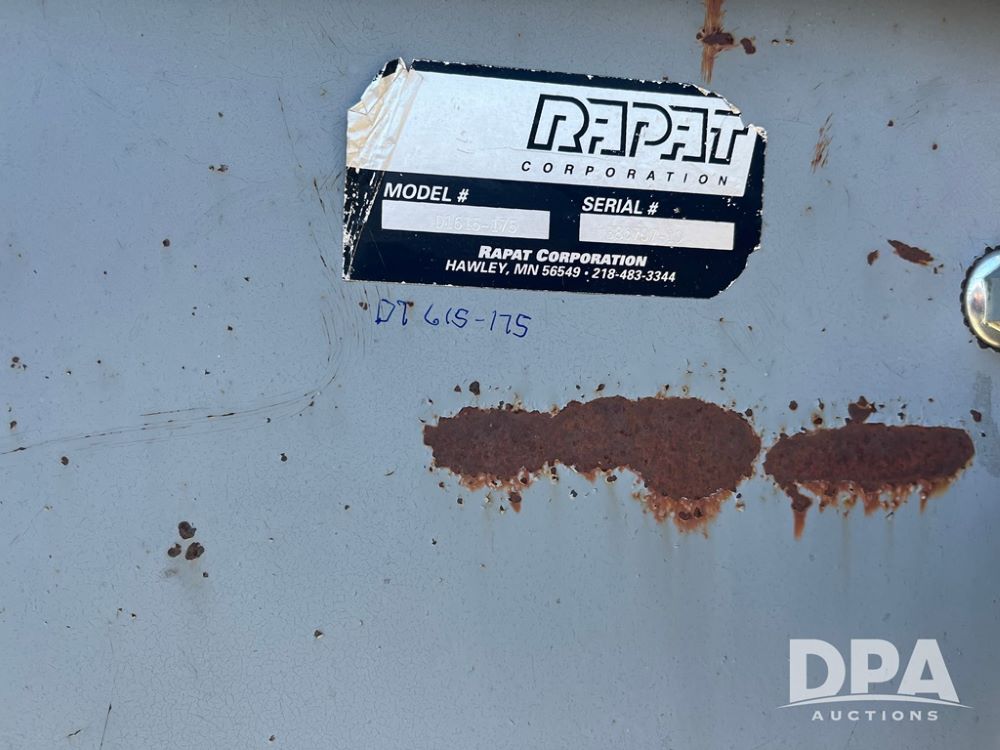 RAPAT
CORPORATION
MODEL #
SERIAL #
RAPAT CORPORATION
HAWLEY, MN 56549 · 218-483-3344
DT 615-175
DPA
AUCTIONS